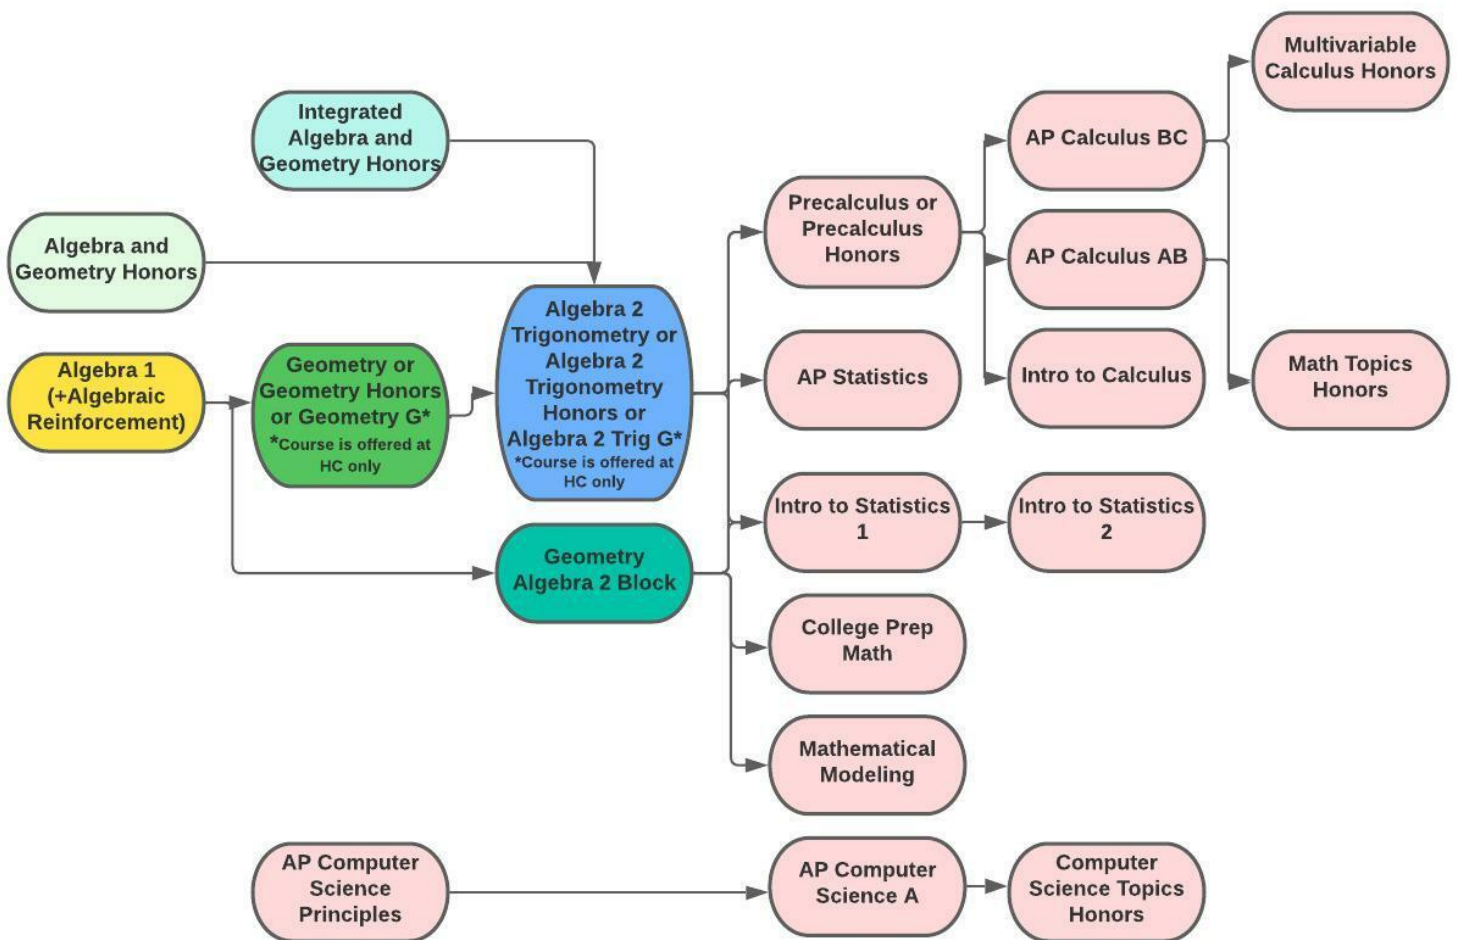 Multivariable
Calculus Honors
Integrated
Algebra and
Geometry Honors
AP Calculus BC
Precalculus or
Precalculus
Honors
Algebra and
Geometry Honors
AP Calculus AB
Algebra 2
Trigonometry or
Algebra 2
Trigonometry
Honors or
Algebra 2 Trig G*
*Course is offered at
HC only
Algebra 1
(+Algebraic
Reinforcement)
Geometry or
Geometry Honors
or Geometry G*
*Course is offered at
HC only
AP Statistics
Intro to Calculus
Math Topics
Honors
Intro to Statistics
1
Intro to Statistics
2
Geometry
Algebra 2 Block
College Prep
Math
Mathematical
Modeling
AP Computer
Science
Principles
AP Computer
Science A
Computer
Science Topics
Honors